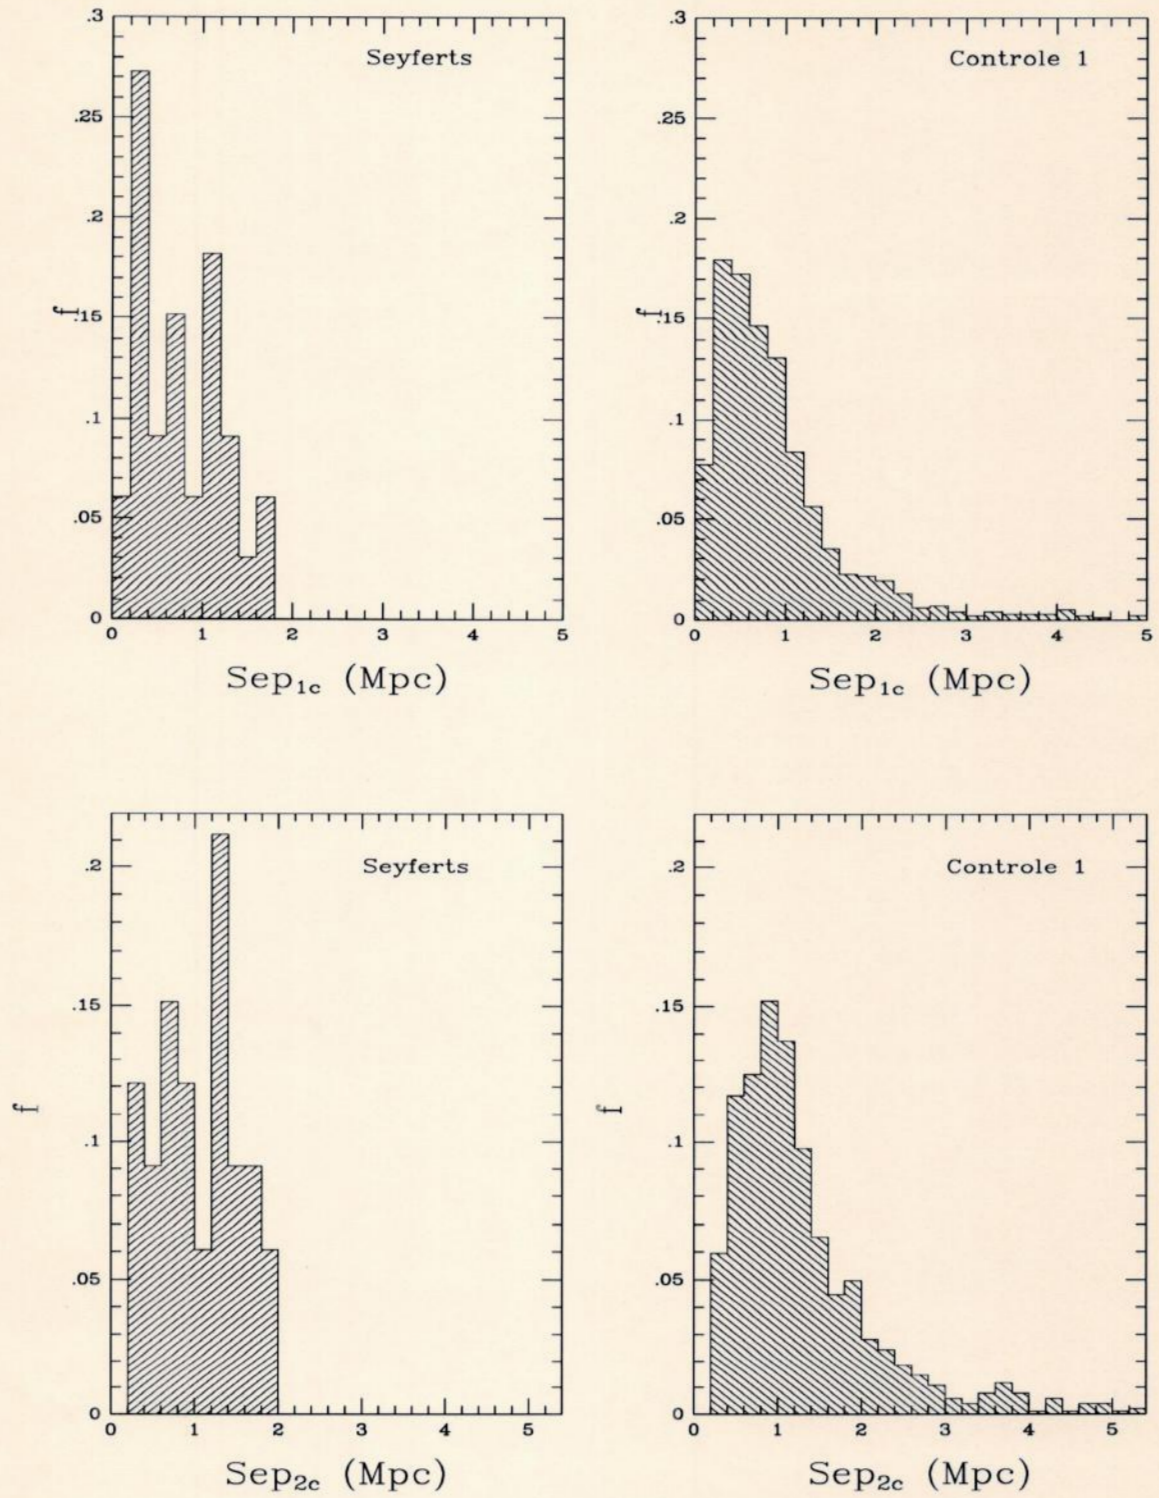 .3
Seyferts
.25
.2
f
.15
.1
.05
0
0 1 2 3 4 5
Sep1c (Mpc)
.3
Controle 1
.25
.2
f
.15
.1
.05
0
0 1 2 3 4 5
Sep1c (Mpc)
Seyferts
.2
.15
f
.1
.05
0
0 1 2 3 4 5
Sep2c (Mpc)
Controle 1
.2
.15
f
.1
.05
0
0 1 2 3 4 5
Sep2c (Mpc)